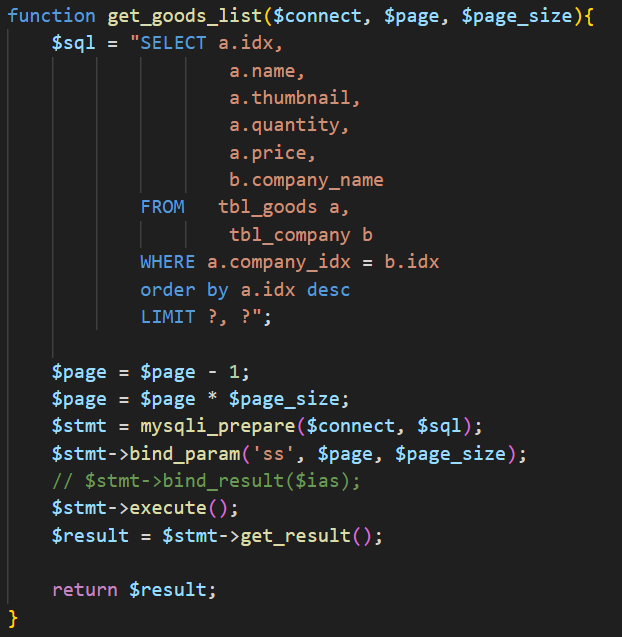 function get_goods_list($connect, $page, $page_size){
    $sql = "SELECT a.idx,
                    a.name,
                    a.thumbnail,
                    a.quantity,
                    a.price,
                    b.company_name
            FROM   tbl_goods a,
                    tbl_company b
            WHERE a.company_idx = b.idx
            order by a.idx desc
            LIMIT ?, ?";
    $page = $page - 1;
    $page = $page * $page_size;
    $stmt = mysqli_prepare($connect, $sql);
    $stmt->bind_param('ss', $page, $page_size);
    // $stmt->bind_result($ias);
    $stmt->execute();
    $result = $stmt->get_result();
    return $result;
}